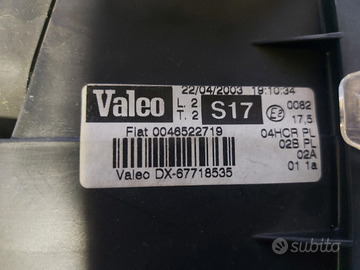 22/04/2003 19:10:34
Valeo L. 2 T. 2 S17 E2 0082 17,5
Fiat 0046522719 04HCR PL
02B PL
02A
Valeo DX-67718535 01 1a
subito